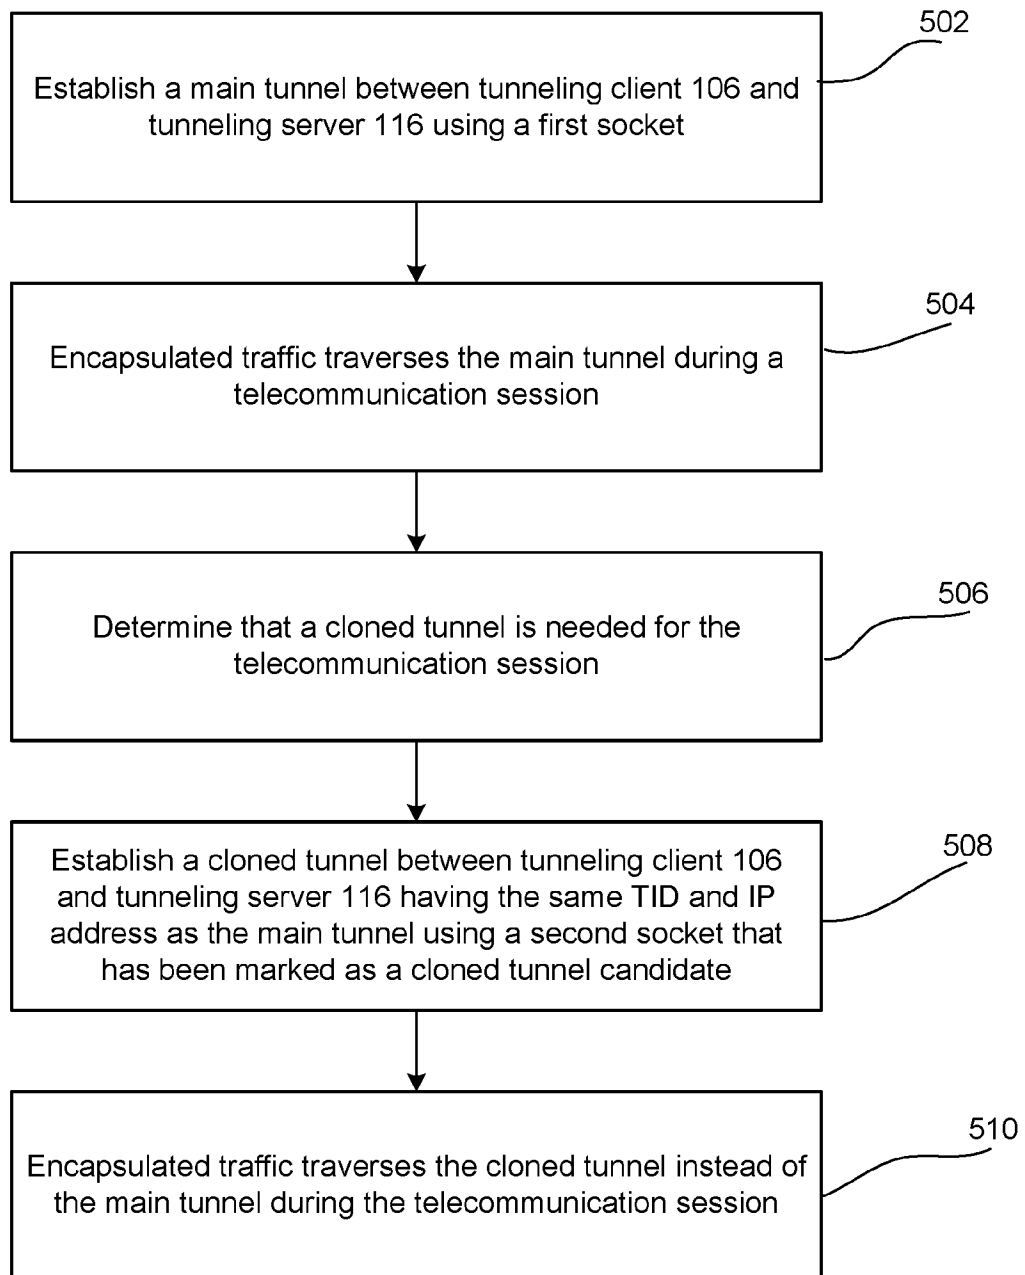 502
Establish a main tunnel between tunneling client 106 and
tunneling server 116 using a first socket
504
Encapsulated traffic traverses the main tunnel during a
telecommunication session
506
Determine that a cloned tunnel is needed for the
telecommunication session
508
Establish a cloned tunnel between tunneling client 106
and tunneling server 116 having the same TID and IP
address as the main tunnel using a second socket that
has been marked as a cloned tunnel candidate
510
Encapsulated traffic traverses the cloned tunnel instead of
the main tunnel during the telecommunication session